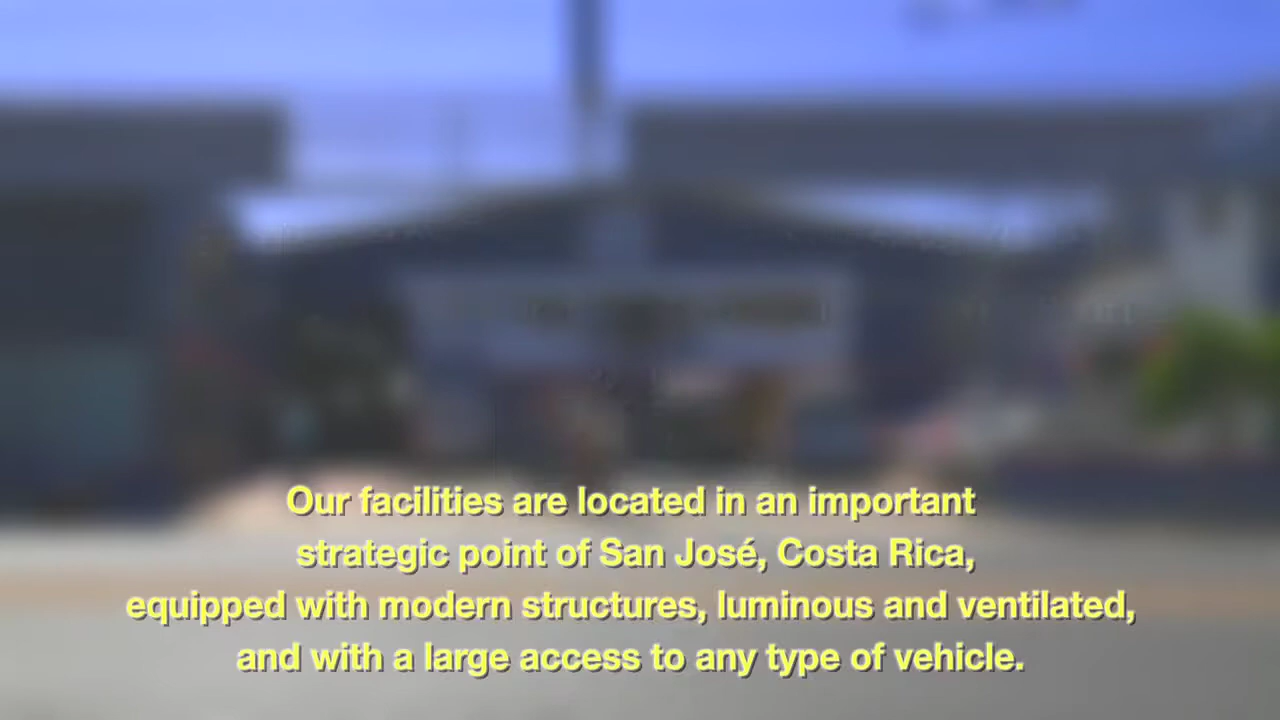 Our facilities are located in an important
strategic point of San José, Costa Rica,
equipped with modern structures, luminous and ventilated,
and with a large access to any type of vehicle.